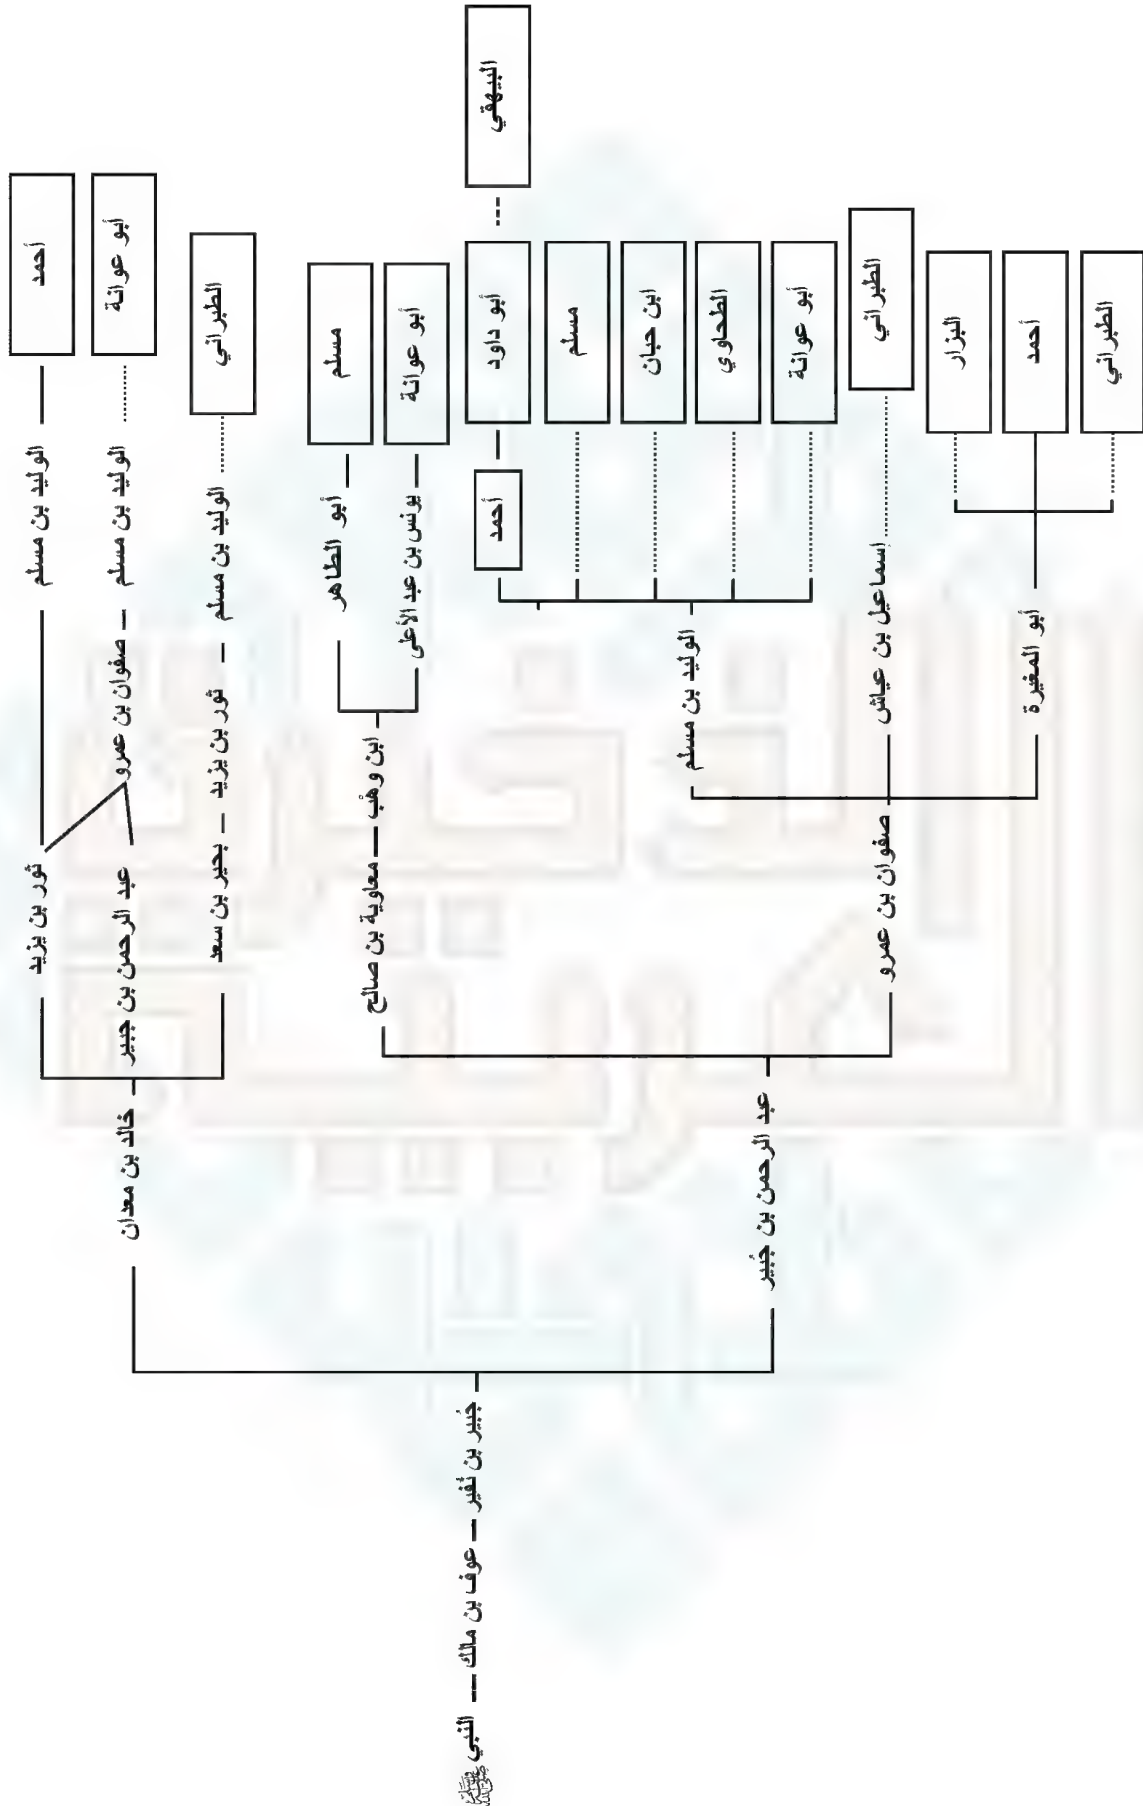 النبي ﷺ
عوف بن مالك
جُبير بن نُفير
خالد بن معدان
ثور بن يزيد
الوليد بن مسلم
أحمد
عبد الرحمن بن جبير
صفوان بن عمرو
الوليد بن مسلم
أبو عوانة
بحير بن سعد
ثور بن يزيد
الوليد بن مسلم
الطبراني
عبد الرحمن بن جُبير
معاوية بن صالح
ابن وهب
أبو الطاهر
مسلم
يونس بن عبد الأعلى
أبو عوانة
صفوان بن عمرو
الوليد بن مسلم
أحمد
أبو داود
البيهقي
مسلم
ابن حبان
الطحاوي
أبو عوانة
إسماعيل بن عياش
الطبراني
أبو المغيرة
البزار
أحمد
الطبراني